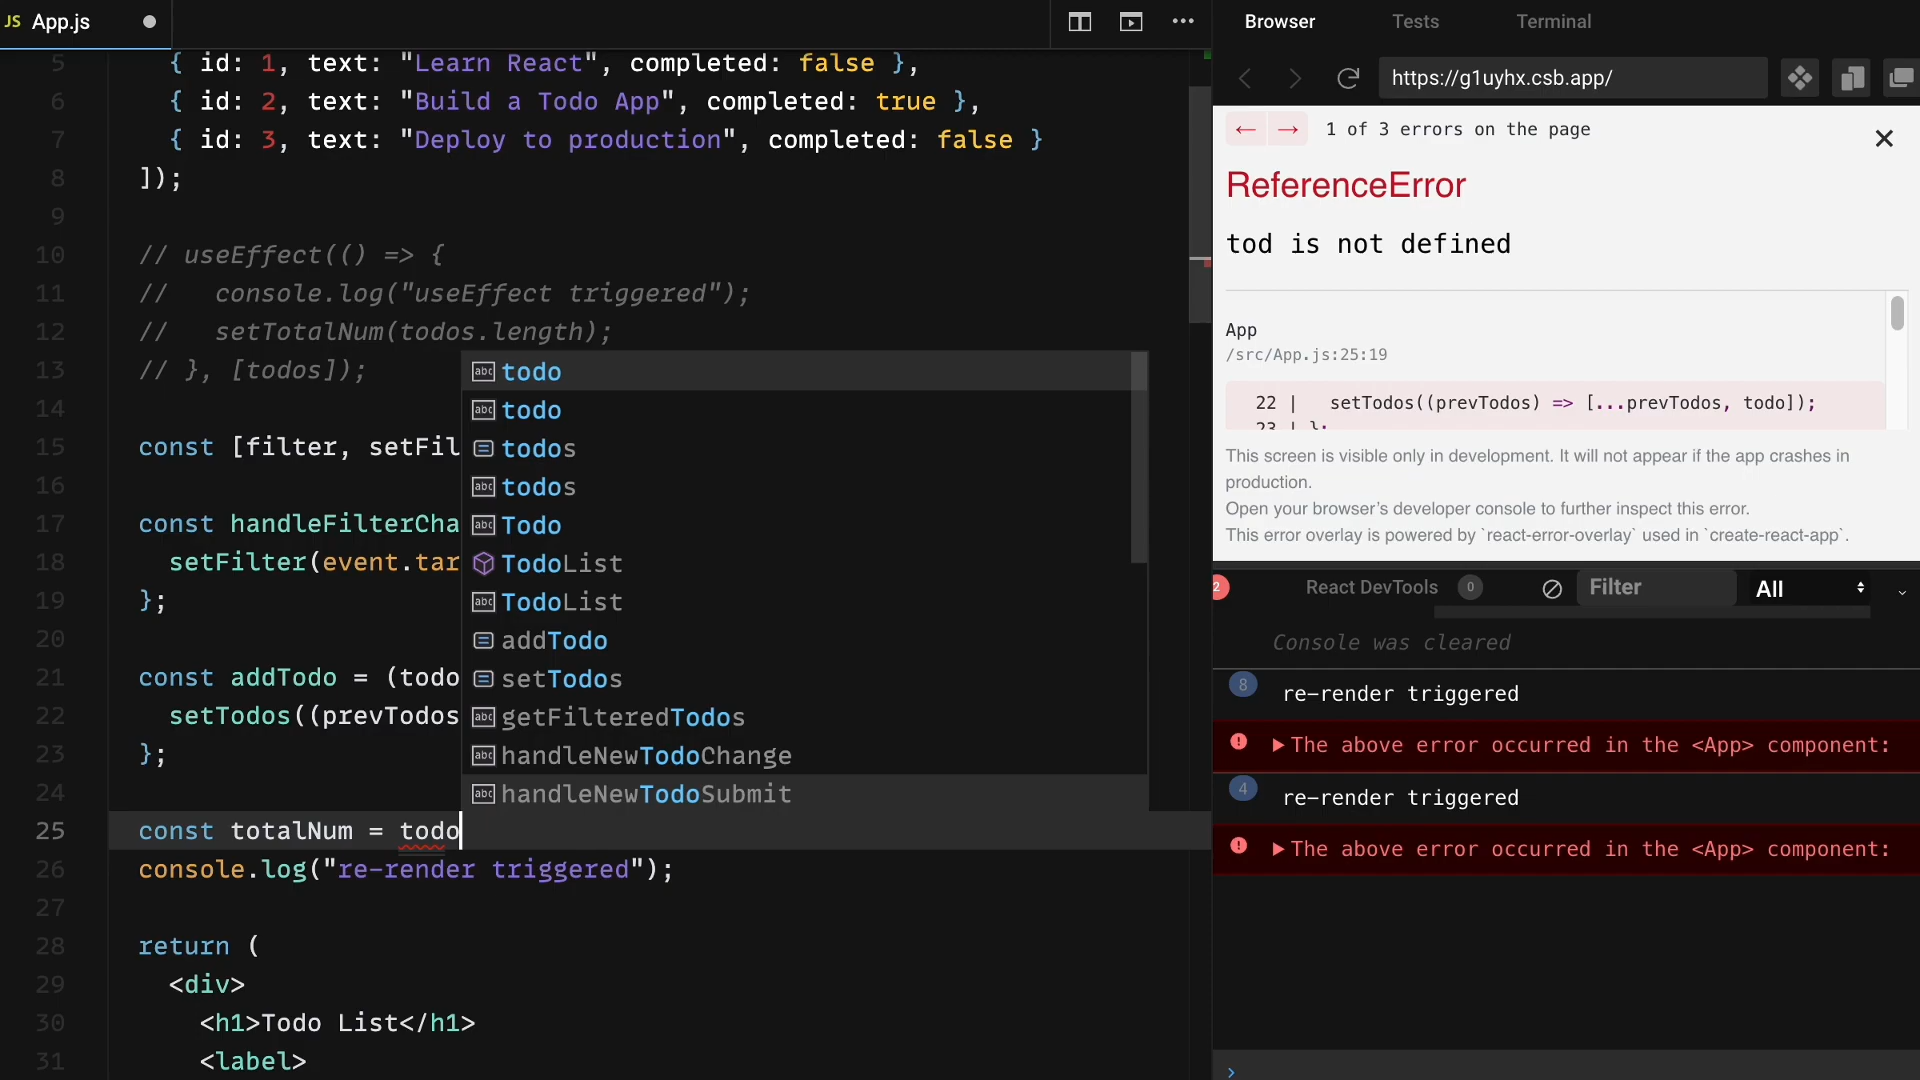 JS App.js
5 { id: 1, text: "Learn React", completed: false },
6 { id: 2, text: "Build a Todo App", completed: true },
7 { id: 3, text: "Deploy to production", completed: false }
8 ]);
9
10 // useEffect(() => {
11 //   console.log("useEffect triggered");
12 //   setTotalNum(todos.length);
13 // }, [todos]);
14
15 const [filter, setFil
16
17 const handleFilterCha
18 setFilter(event.tar
19 };
20
21 const addTodo = (todo
22 setTodos((prevTodos
23 };
24
25 const totalNum = todo
26 console.log("re-render triggered");
27
28 return (
29 <div>
30 <h1>Todo List</h1>
31 <label>
abc todo
abc todo
todos
abc todos
abc Todo
TodoList
abc TodoList
addTodo
setTodos
abc getFilteredTodos
abc handleNewTodoChange
abc handleNewTodoSubmit
Browser Tests Terminal
https://g1uyhx.csb.app/
← → 1 of 3 errors on the page
ReferenceError
tod is not defined
App
/src/App.js:25:19
22 | setTodos((prevTodos) => [...prevTodos, todo]);
23 | };
This screen is visible only in development. It will not appear if the app crashes in
production.
Open your browser’s developer console to further inspect this error.
This error overlay is powered by `react-error-overlay` used in `create-react-app`.
2 React DevTools 0 Filter All
Console was cleared
8 re-render triggered
▶The above error occurred in the <App> component:
4 re-render triggered
▶The above error occurred in the <App> component: